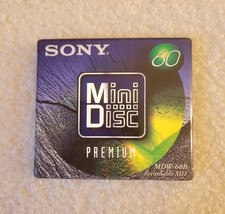 SONY
60
Mini
Disc
PREMIUM
MDW-60B
Recordable MD